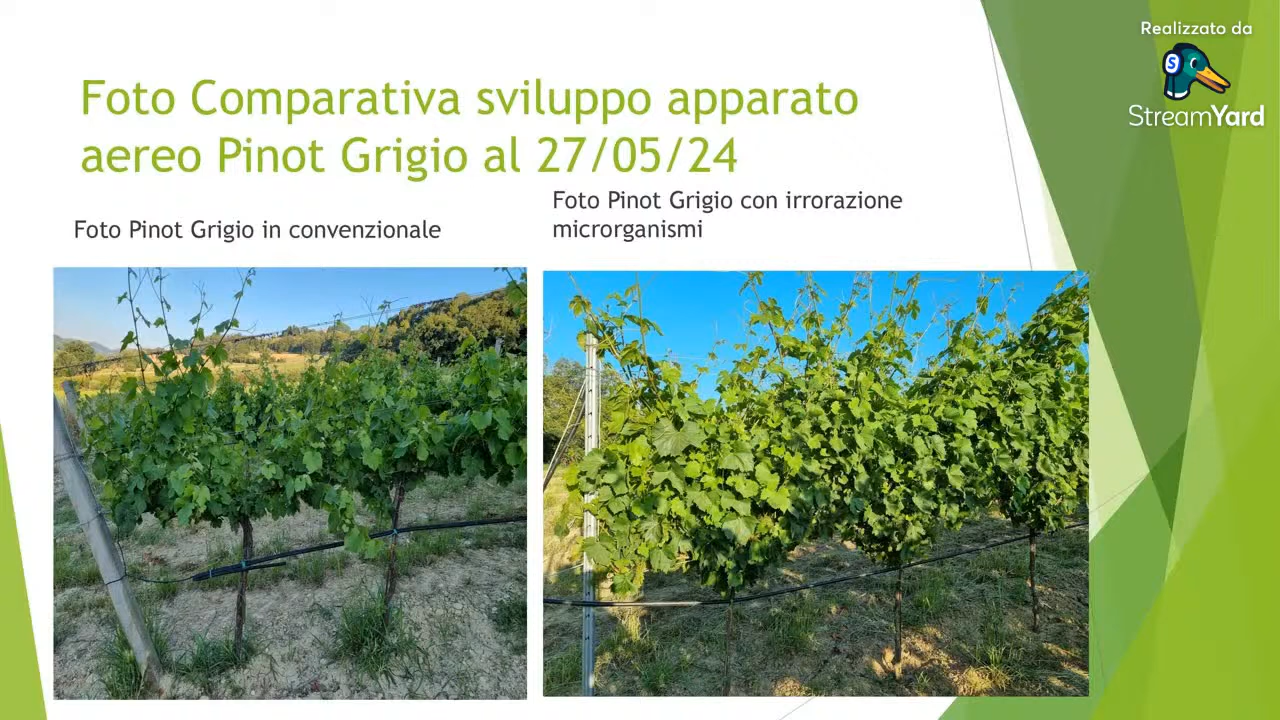 Realizzato da
S
StreamYard
Foto Comparativa sviluppo apparato
aereo Pinot Grigio al 27/05/24
Foto Pinot Grigio in convenzionale
Foto Pinot Grigio con irrorazione
microrganismi